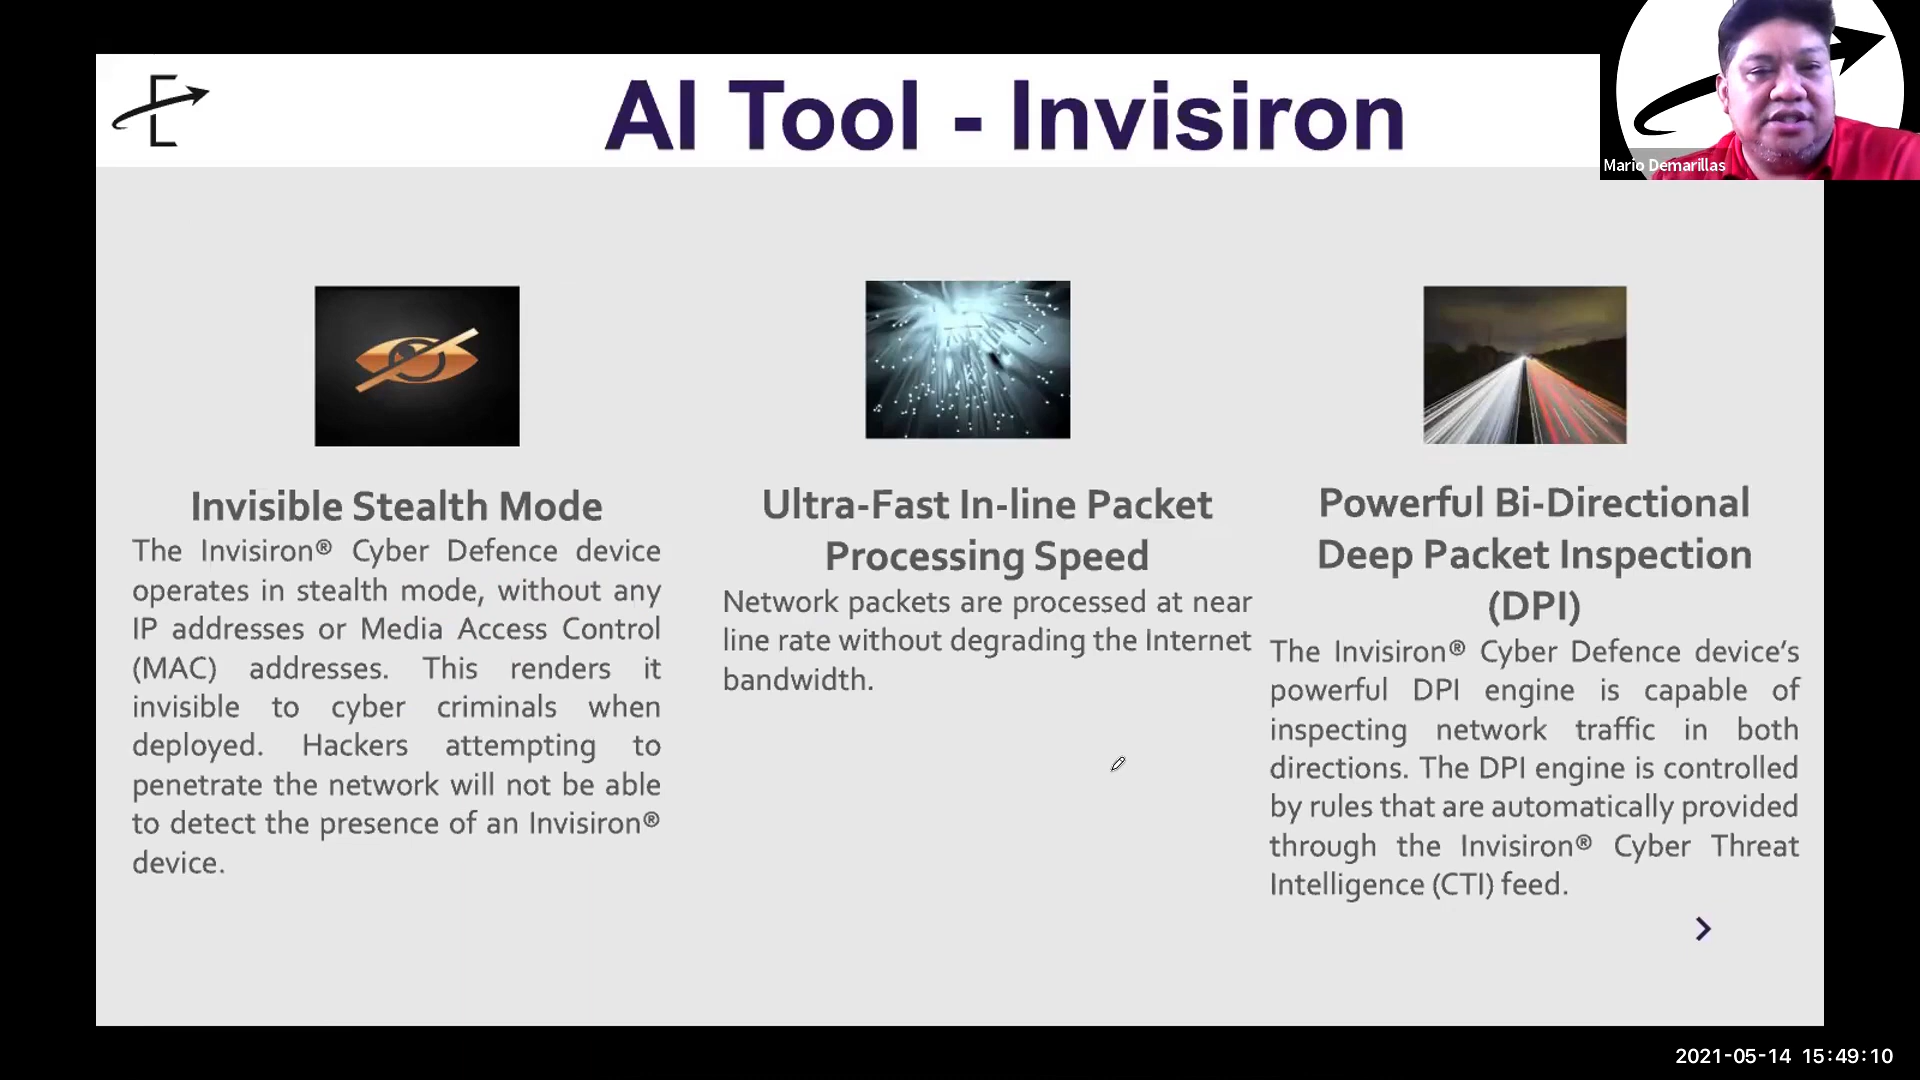 AI Tool - Invisiron
Mario Demarillas
Invisible Stealth Mode
The Invisiron® Cyber Defence device
operates in stealth mode, without any
IP addresses or Media Access Control
(MAC) addresses. This renders it
invisible to cyber criminals when
deployed. Hackers attempting to
penetrate the network will not be able
to detect the presence of an Invisiron®
device.
Ultra-Fast In-line Packet
Processing Speed
Network packets are processed at near
line rate without degrading the Internet
bandwidth.
Powerful Bi-Directional
Deep Packet Inspection
(DPI)
The Invisiron® Cyber Defence device’s
powerful DPI engine is capable of
inspecting network traffic in both
directions. The DPI engine is controlled
by rules that are automatically provided
through the Invisiron® Cyber Threat
Intelligence (CTI) feed.
2021-05-14 15:49:10